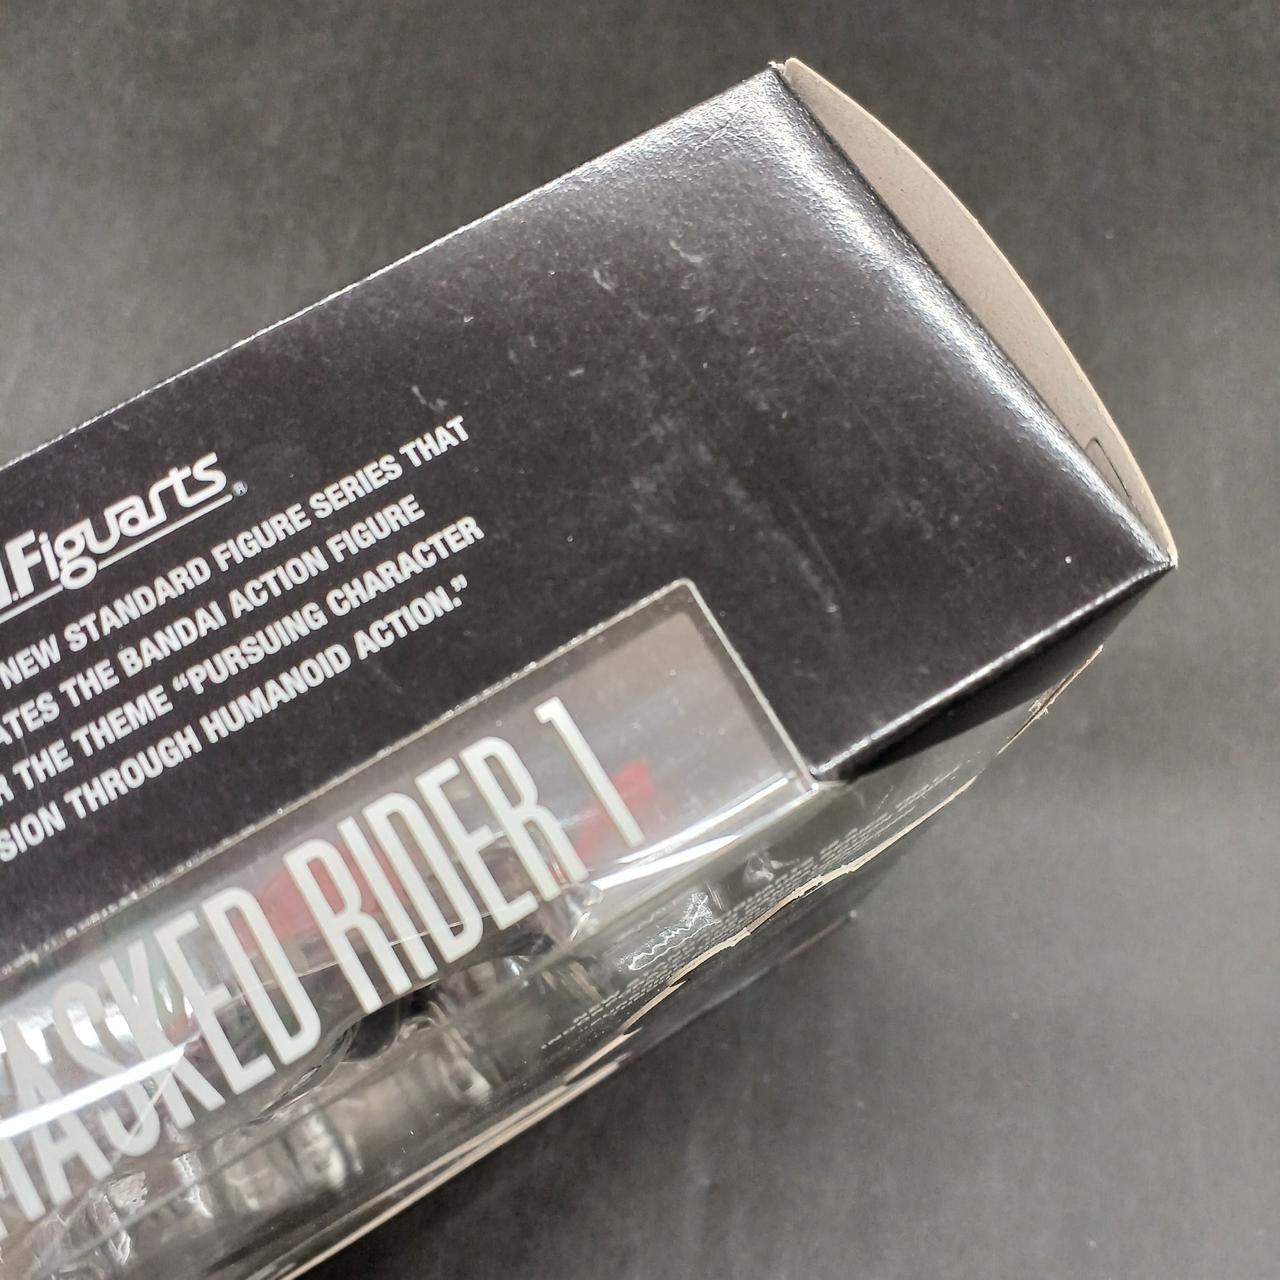 .Figuarts®
NEW STANDARD FIGURE SERIES THAT
ATES THE BANDAI ACTION FIGURE
R THE THEME “PURSUING CHARACTER
SION THROUGH HUMANOID ACTION.”
MASKED RIDER 1